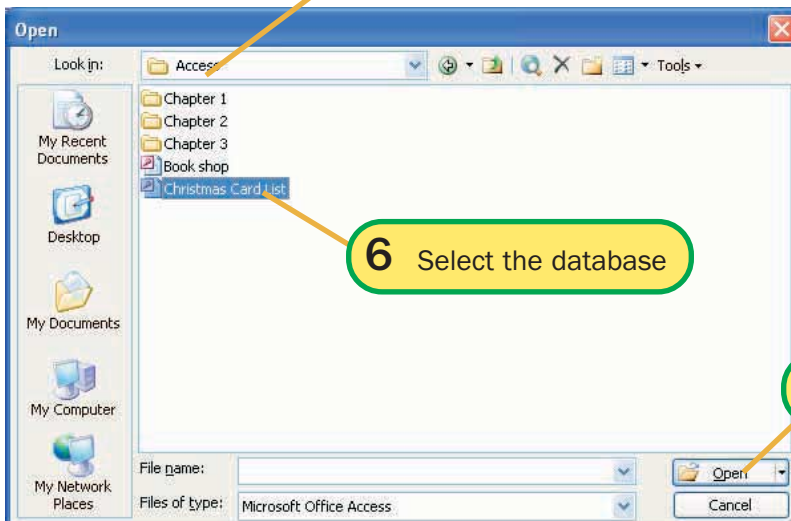 Open
Look in:
Access
Tools
Chapter 1
Chapter 2
Chapter 3
Book shop
Christmas Card List
My Recent
Documents
Desktop
My Documents
My Computer
My Network
Places
6 Select the database
File name:
Open
Files of type:
Microsoft Office Access
Cancel